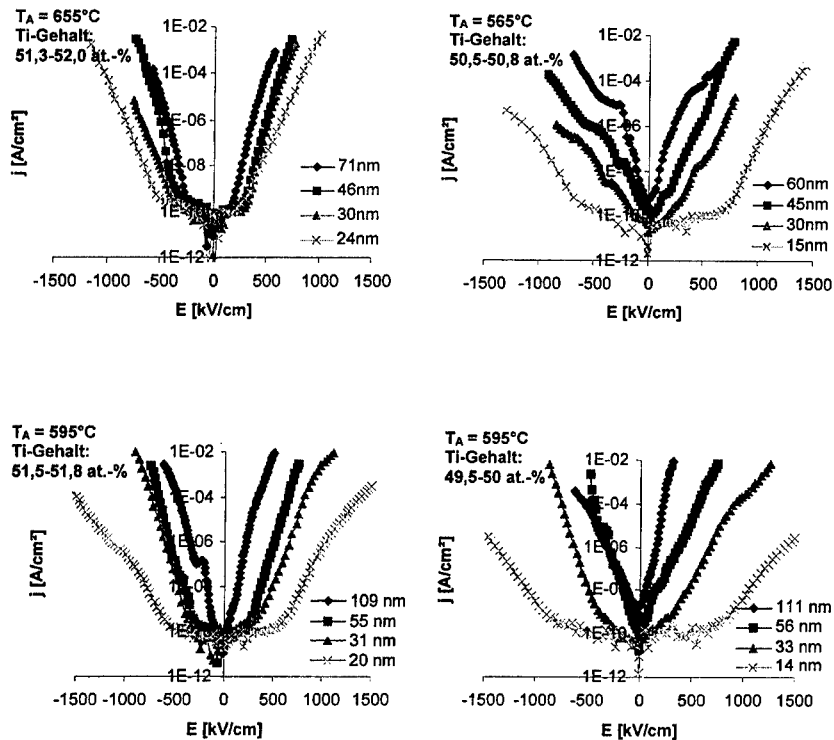 T_A = 655°C
Ti-Gehalt:
51,3-52,0 at.-%
1E-02
1E-04
1E-06
1E-12
j [A/cm²]
71nm
46nm
30nm
24nm
-1500 -1000 -500 0 500 1000 1500
E [kV/cm]
T_A = 565°C
Ti-Gehalt:
50,5-50,8 at.-%
1E-02
1E-04
1E-06
1E-10
1E-12
j [A/cm²]
60nm
45nm
30nm
15nm
-1500 -1000 -500 0 500 1000 1500
E [kV/cm]
T_A = 595°C
Ti-Gehalt:
51,5-51,8 at.-%
1E-02
1E-04
1E-06
1E-12
j [A/cm²]
109 nm
55 nm
31 nm
20 nm
-1500 -1000 -500 0 500 1000 1500
E [kV/cm]
T_A = 595°C
Ti-Gehalt:
49,5-50 at.-%
1E-02
1E-04
1E-06
1E-10
1E-12
j [A/cm²]
111 nm
56 nm
33 nm
14 nm
-1500 -1000 -500 0 500 1000 1500
E [kV/cm]